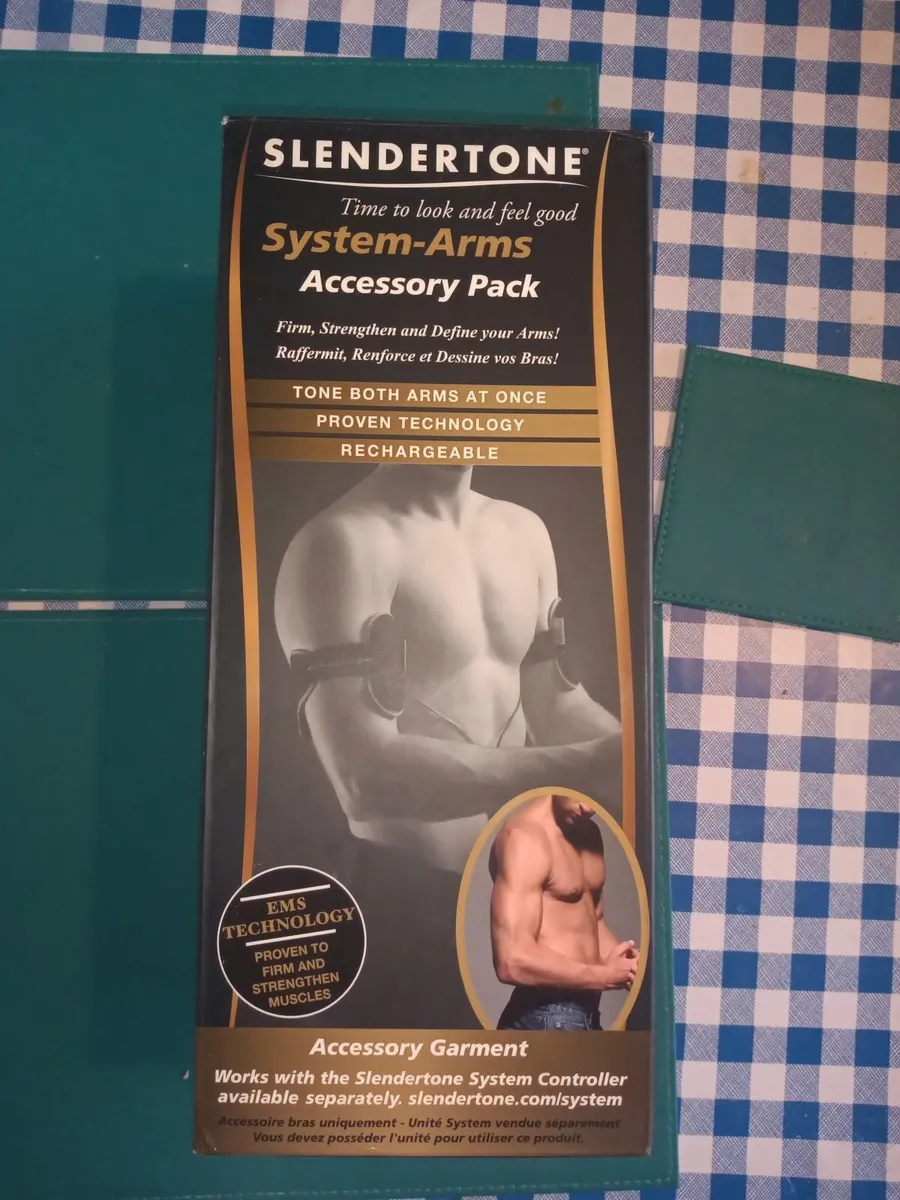 SLENDERTONE®
Time to look and feel good
System-Arms
Accessory Pack
Firm, Strengthen and Define your Arms!
Raffermit, Renforce et Dessine vos Bras!
TONE BOTH ARMS AT ONCE
PROVEN TECHNOLOGY
RECHARGEABLE
EMS
TECHNOLOGY
PROVEN TO
FIRM AND
STRENGTHEN
MUSCLES
Accessory Garment
Works with the Slendertone System Controller
available separately. slendertone.com/system
Accessoire bras uniquement - Unité System vendue séparement
Vous devez posséder l'unité pour utiliser ce produit.